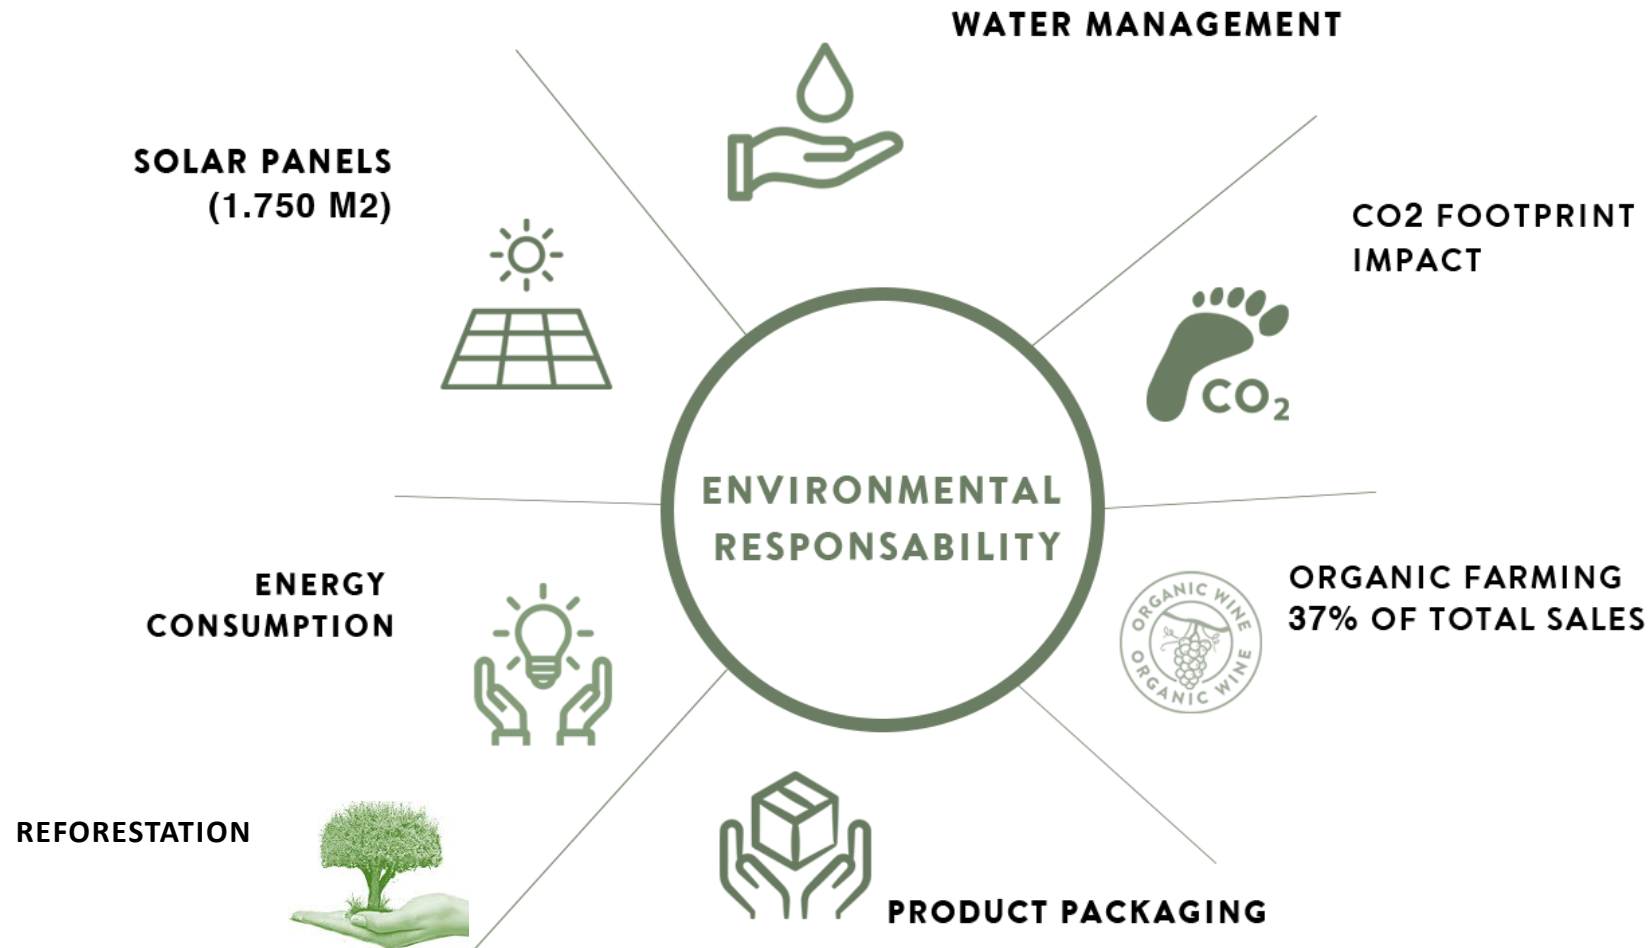 WATER MANAGEMENT
SOLAR PANELS
(1.750 M2)
CO2 FOOTPRINT
IMPACT
CO₂
ENVIRONMENTAL
RESPONSABILITY
ENERGY
CONSUMPTION
ORGANIC WINE
ORGANIC WINE
ORGANIC FARMING
37% OF TOTAL SALES
REFORESTATION
PRODUCT PACKAGING